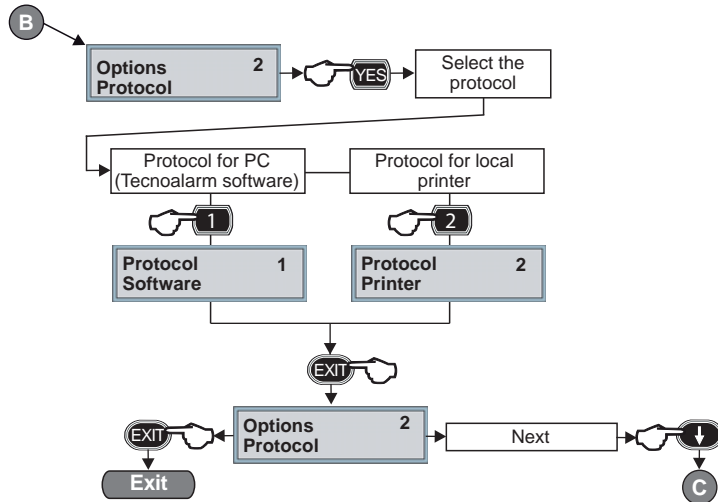 B
Options 2
Protocol
YES
Select the
protocol
Protocol for PC
(Tecnoalarm software)
Protocol for local
printer
1
2
Protocol 1
Software
Protocol 2
Printer
EXIT
EXIT
Options 2
Protocol
Next
Exit
C